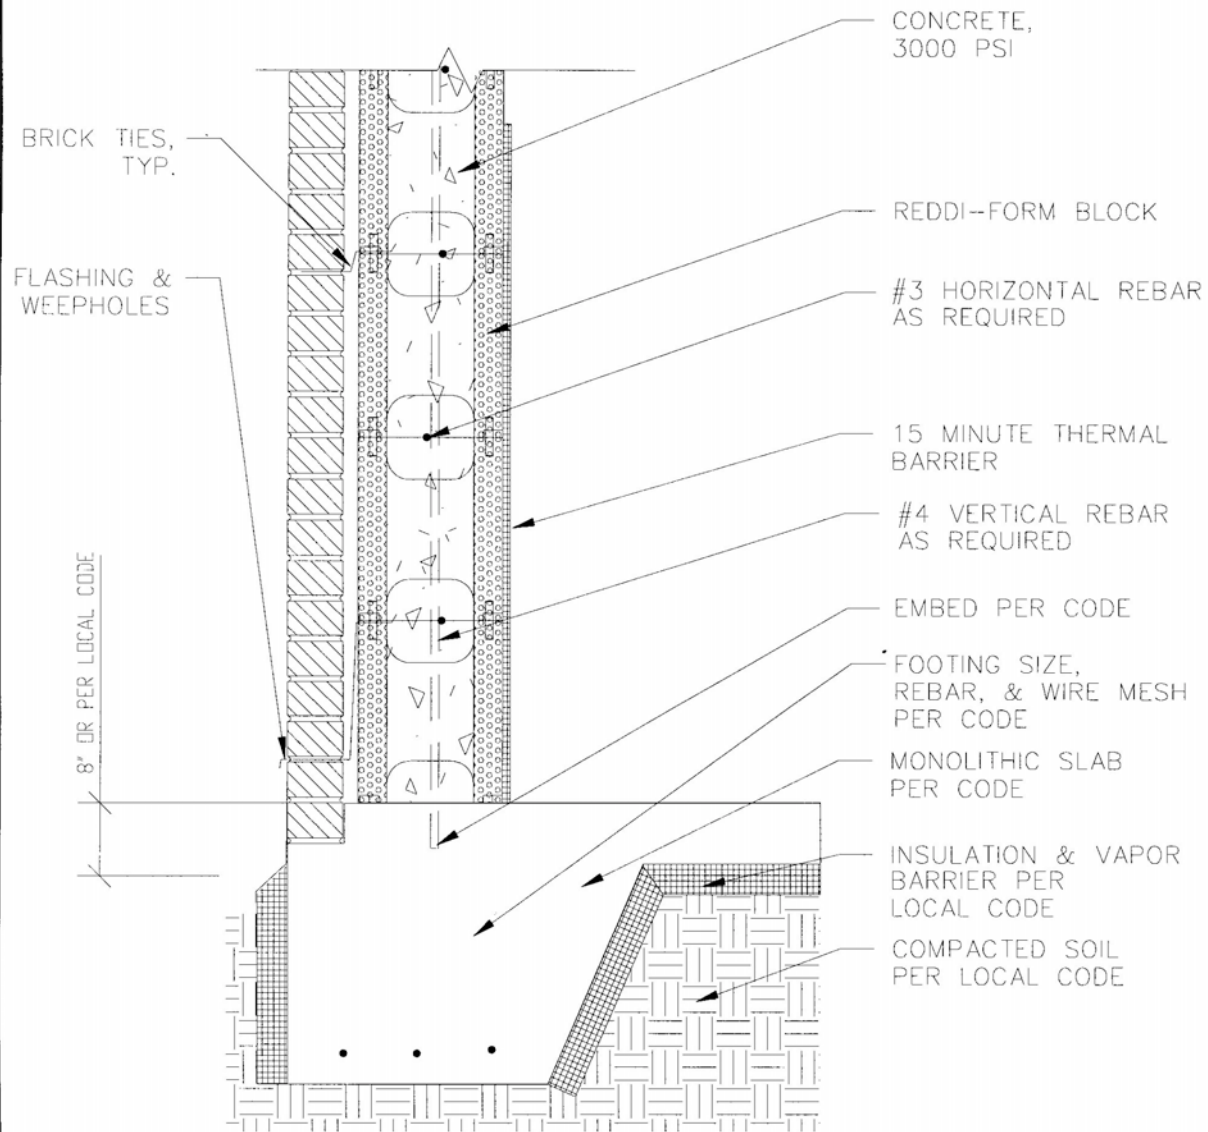 CONCRETE,
3000 PSI
BRICK TIES,
TYP.
REDDI-FORM BLOCK
FLASHING &
WEEPHOLES
#3 HORIZONTAL REBAR
AS REQUIRED
15 MINUTE THERMAL
BARRIER
#4 VERTICAL REBAR
AS REQUIRED
8" OR PER LOCAL CODE
EMBED PER CODE
FOOTING SIZE,
REBAR, & WIRE MESH
PER CODE
MONOLITHIC SLAB
PER CODE
INSULATION & VAPOR
BARRIER PER
LOCAL CODE
COMPACTED SOIL
PER LOCAL CODE